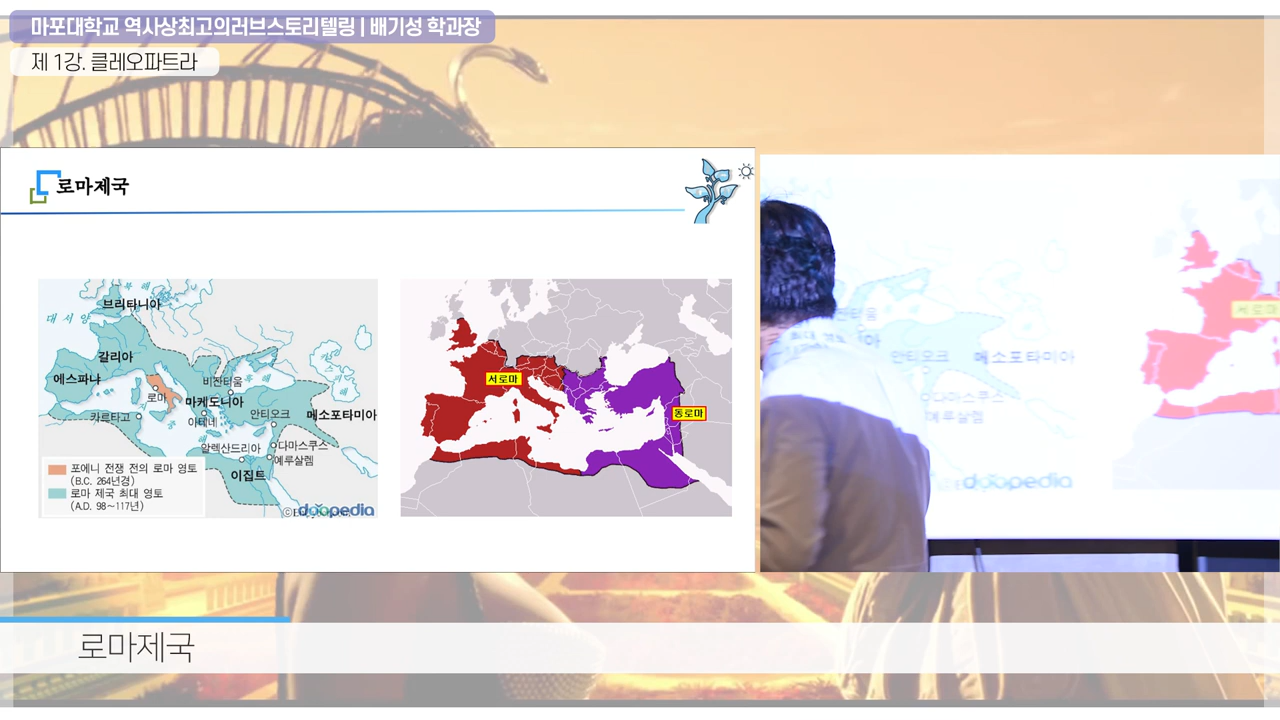 마포대학교 역사상최고의러브스토리텔링 | 배기성 학과장
제 1강. 클레오파트라
로마제국
북해
대서양
브리타니아
갈리아
에스파냐
로마
비잔티움
마케도니아
아테네
카르타고
안티오크
메소포타미아
알렉산드리아
다마스쿠스
예루살렘
이집트
포에니 전쟁 전의 로마 영토
(B.C. 264년경)
로마 제국 최대 영토
(A.D. 98~117년)
doopedia
서로마
동로마
안티오크
메소포타미아
다마스쿠스
예루살렘
doopedia
서로마
로마제국